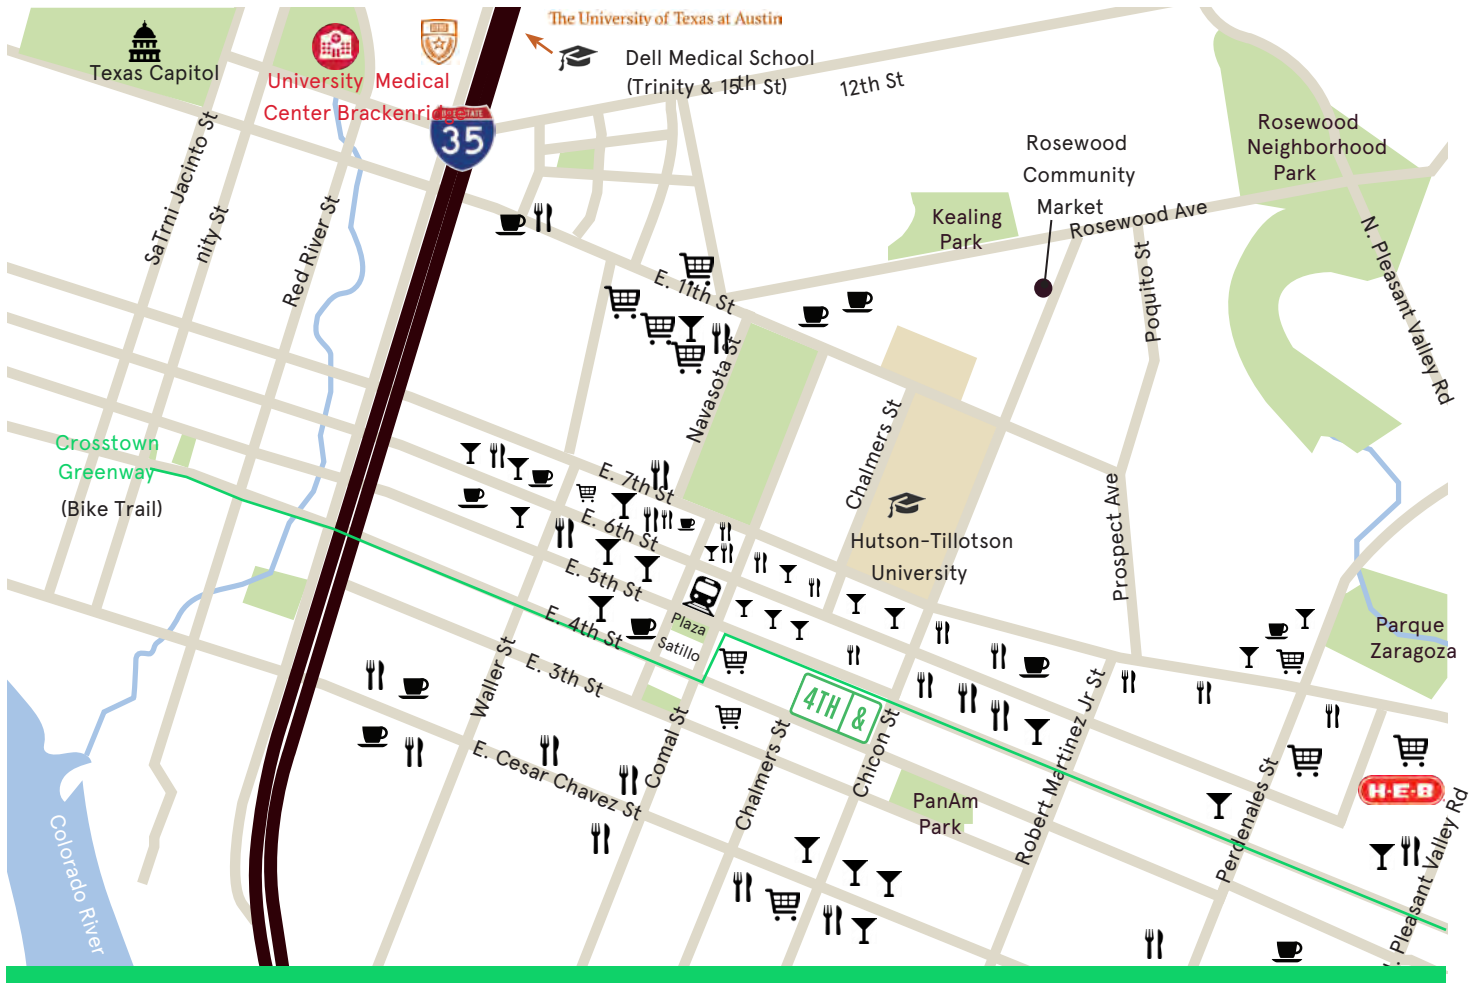 The University of Texas at Austin
Dell Medical School
(Trinity & 15th St)
Texas Capitol
University Medical
Center Brackenridge
INTERSTATE
35
12th St
Rosewood
Neighborhood
Park
Rosewood
Community
Market
Kealing
Park
Rosewood Ave
SaTrni Jacinto St
nity St
Red River St
E. 11th St
Poquito St
N. Pleasant Valley Rd
Navasota St
Chalmers St
Crosstown
Greenway
(Bike Trail)
E. 7th St
E. 6th St
E. 5th St
E. 4th St
E. 3th St
Hutson-Tillotson
University
Prospect Ave
Plaza
Satillo
Parque
Zaragoza
Waller St
Comal St
Chalmers St
4TH &
Chicon St
Robert Martinez Jr St
E. Cesar Chavez St
PanAm
Park
Perdenales St
H-E-B
. Pleasant Valley Rd
Colorado River